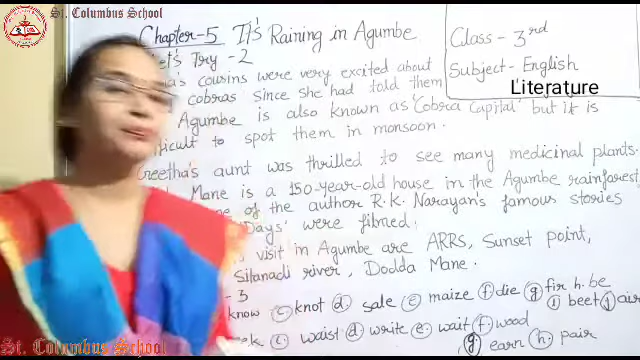 St. Columbus School
Chapter-5 It's Raining in Agumbe
Class - 3rd
Subject - English
Literature
Let's Try - 2
cousins were very excited about
cobras since she had told them
Agumbe is also known as 'Cobra Capital' but it is
to spot them in monsoon.
Geetha's aunt was thrilled to see many medicinal plants.
Mane is a 150-year-old house in the Agumbe rainforest
of the author R.K. Narayan's famous stories
Days' were filmed.
visit in Agumbe are ARRS, Sunset point,
Sitanadi river, Dodda Mane.
- 3
know c. knot d. sale e. maize f. die g. fir h. be
i. beet j. air
c. waist d. write e. wait f. wood
g. earn h. pair
St. Columbus School